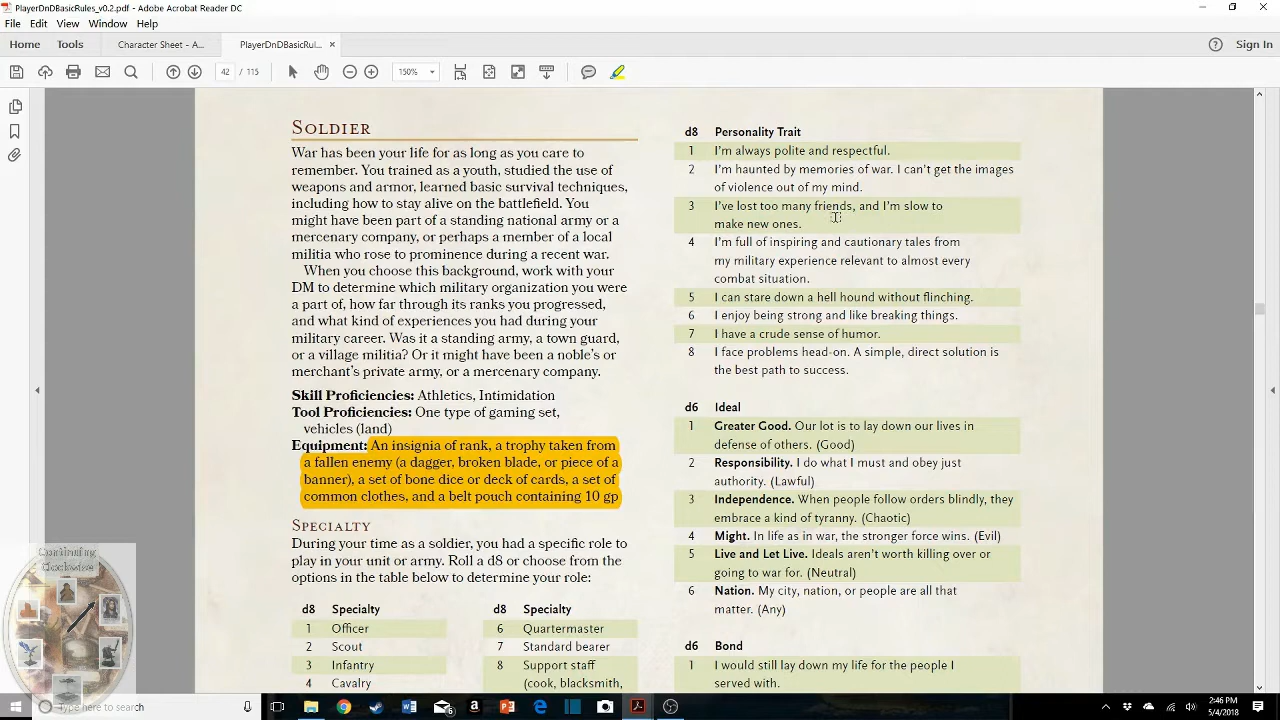 PlayerDnDBasicRules_v0.2.pdf - Adobe Acrobat Reader DC
File Edit View Window Help
Home Tools Character Sheet - A... PlayerDnDBasicRul... × Sign In
42 / 115 150%
SOLDIER
War has been your life for as long as you care to
remember. You trained as a youth, studied the use of
weapons and armor, learned basic survival techniques,
including how to stay alive on the battlefield. You
might have been part of a standing national army or a
mercenary company, or perhaps a member of a local
militia who rose to prominence during a recent war.
When you choose this background, work with your
DM to determine which military organization you were
a part of, how far through its ranks you progressed,
and what kind of experiences you had during your
military career. Was it a standing army, a town guard,
or a village militia? Or it might have been a noble's or
merchant's private army, or a mercenary company.
Skill Proficiencies: Athletics, Intimidation
Tool Proficiencies: One type of gaming set,
vehicles (land)
Equipment: An insignia of rank, a trophy taken from
a fallen enemy (a dagger, broken blade, or piece of a
banner), a set of bone dice or deck of cards, a set of
common clothes, and a belt pouch containing 10 gp
SPECIALTY
During your time as a soldier, you had a specific role to
play in your unit or army. Roll a d8 or choose from the
options in the table below to determine your role:
d8 Specialty
1 Officer
2 Scout
3 Infantry
4 Cavalry
d8 Specialty
6 Quartermaster
7 Standard bearer
8 Support staff
(cook, blacksmith,
d8 Personality Trait
1 I'm always polite and respectful.
2 I'm haunted by memories of war. I can't get the images
of violence out of my mind.
3 I've lost too many friends, and I'm slow to
make new ones.
4 I'm full of inspiring and cautionary tales from
my military experience relevant to almost every
combat situation.
5 I can stare down a hell hound without flinching.
6 I enjoy being strong and like breaking things.
7 I have a crude sense of humor.
8 I face problems head-on. A simple, direct solution is
the best path to success.
d6 Ideal
1 Greater Good. Our lot is to lay down our lives in
defense of others. (Good)
2 Responsibility. I do what I must and obey just
authority. (Lawful)
3 Independence. When people follow orders blindly, they
embrace a kind of tyranny. (Chaotic)
4 Might. In life as in war, the stronger force wins. (Evil)
5 Live and Let Live. Ideals aren't worth killing over or
going to war for. (Neutral)
6 Nation. My city, nation, or people are all that
matter. (Any)
d6 Bond
1 I would still lay down my life for the people I
served with.
Continuing
Clockwise
Type here to search
2:46 PM
5/4/2018